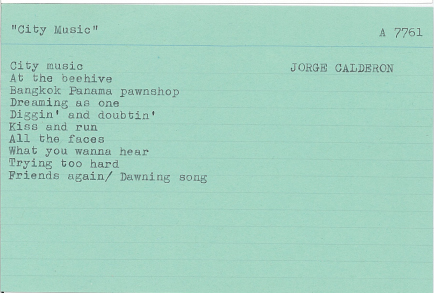 "City Music"
A 7761
City music
JORGE CALDERON
At the beehive
Bangkok Panama pawnshop
Dreaming as one
Diggin' and doubtin'
Kiss and run
All the faces
What you wanna hear
Trying too hard
Friends again/ Dawning song